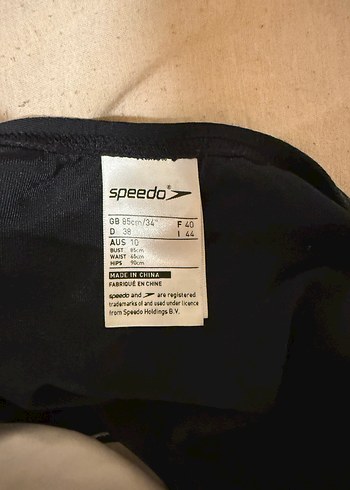 speedo
GB 85cm/34" F 40
D 38 I 44
AUS 10
BUST 85cm
WAIST 65cm
HIPS 90cm
MADE IN CHINA
FABRIQUÉ EN CHINE
speedo and are registered
trademarks of and used under licence
from Speedo Holdings B.V.